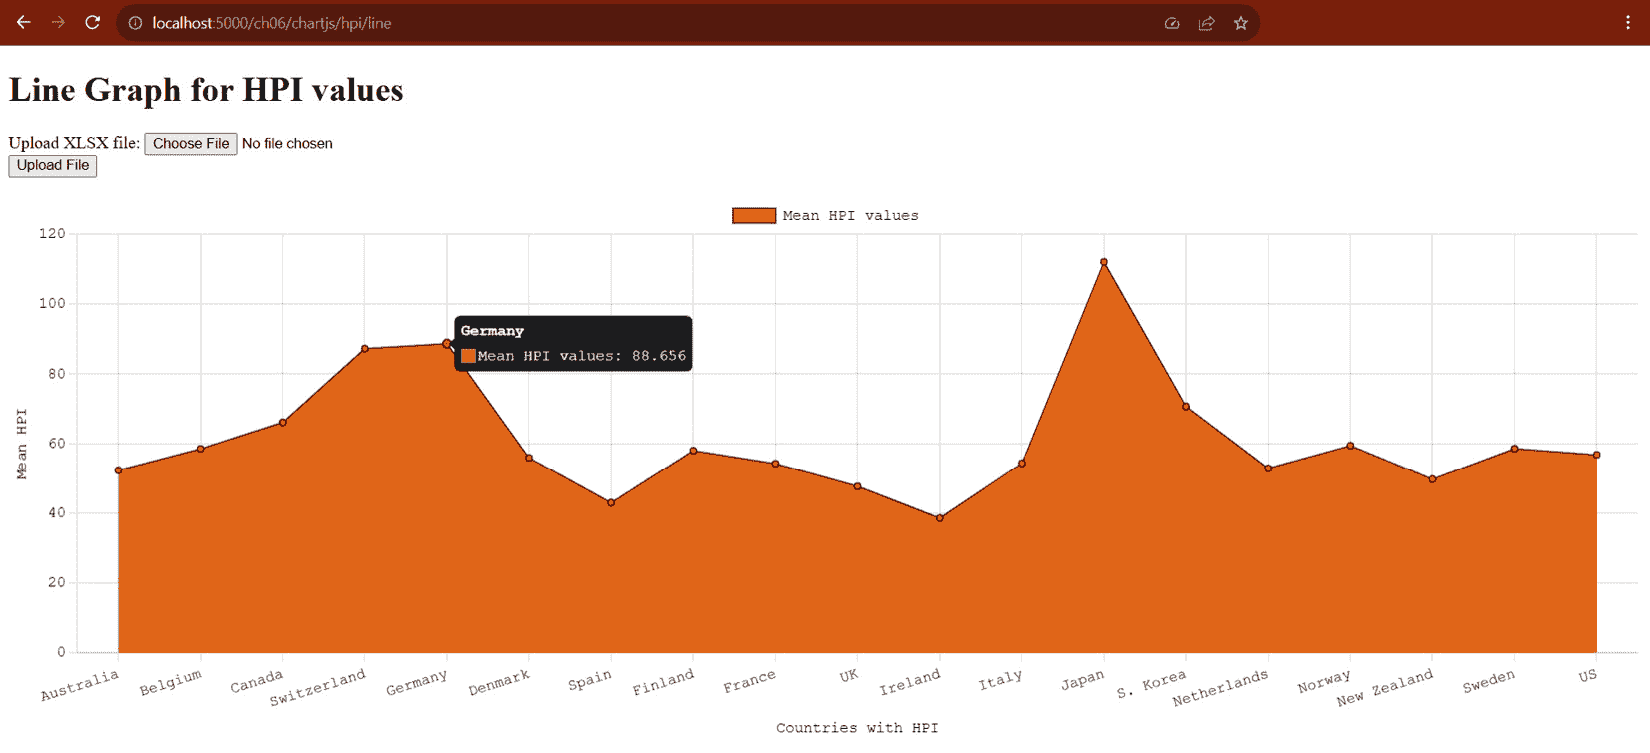 localhost:5000/ch06/chartjs/hpi/line
Line Graph for HPI values
Upload XLSX file: Choose File No file chosen
Upload File
Mean HPI values
120
100
80
60
40
20
0
Mean HPI
Germany
Mean HPI values: 88.656
Australia Belgium Canada Switzerland Germany Denmark Spain Finland France UK Ireland Italy Japan S. Korea Netherlands Norway New Zealand Sweden US
Countries with HPI